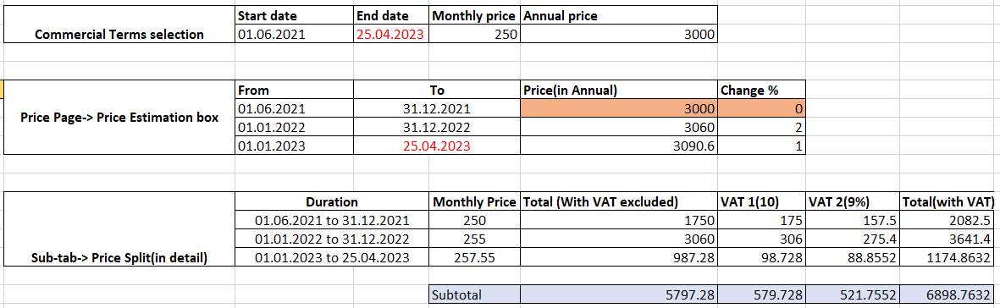 Start date End date Monthly price Annual price
Commercial Terms selection 01.06.2021 25.04.2023 250 3000
From To Price(in Annual) Change %
Price Page-> Price Estimation box
01.06.2021 31.12.2021 3000 0
01.01.2022 31.12.2022 3060 2
01.01.2023 25.04.2023 3090.6 1
Duration Monthly Price Total (With VAT excluded) VAT 1(10) VAT 2(9%) Total(with VAT)
01.06.2021 to 31.12.2021 250 1750 175 157.5 2082.5
01.01.2022 to 31.12.2022 255 3060 306 275.4 3641.4
Sub-tab-> Price Split(in detail) 01.01.2023 to 25.04.2023 257.55 987.28 98.728 88.8552 1174.8632
Subtotal 5797.28 579.728 521.7552 6898.7632